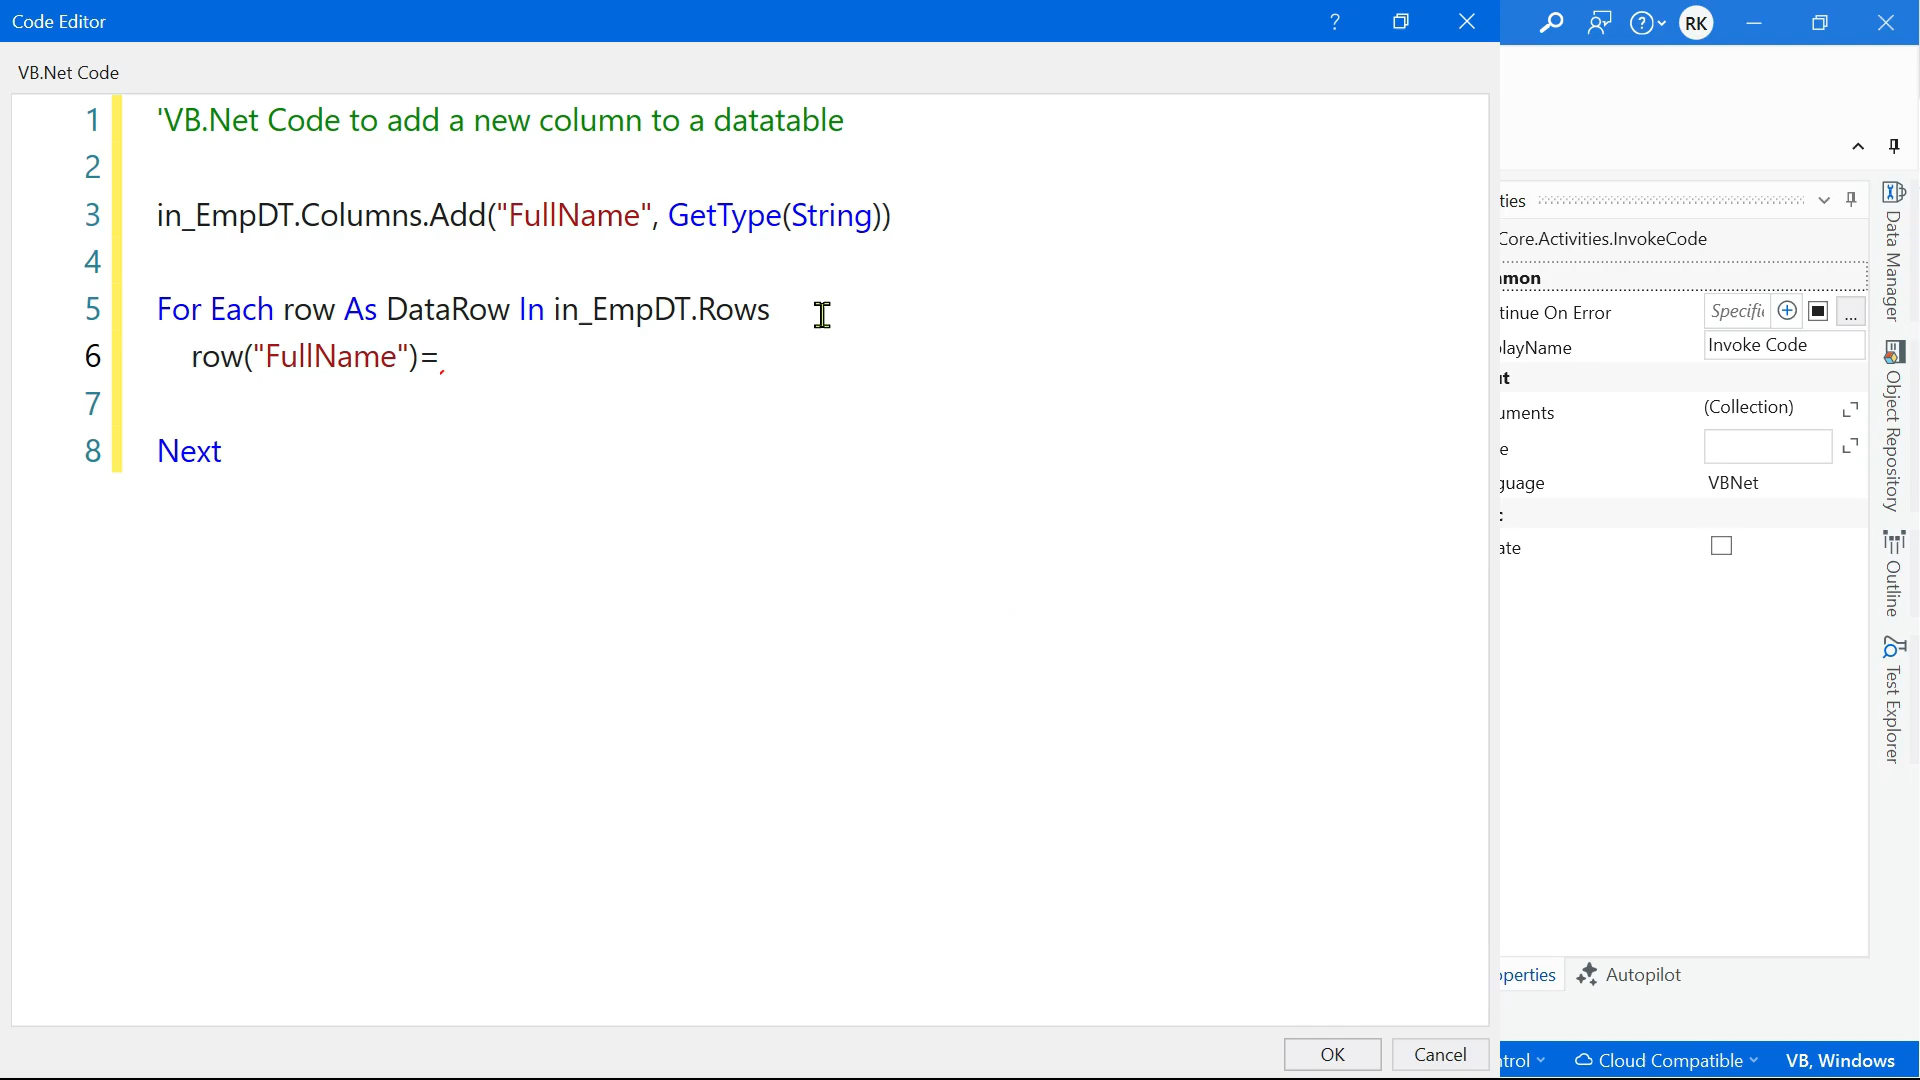 Code Editor
?
RK
VB.Net Code
1 'VB.Net Code to add a new column to a datatable
2
3 in_EmpDT.Columns.Add("FullName", GetType(String))
4
5 For Each row As DataRow In in_EmpDT.Rows
6 row("FullName")=
7
8 Next
OK
Cancel
ties
Core.Activities.InvokeCode
mon
tinue On Error
Specifi
...
layName
Invoke Code
ut
uments
(Collection)
e
guage
VBNet
c
ate
perties
Autopilot
Data Manager
Object Repository
Outline
Test Explorer
trol
Cloud Compatible
VB, Windows